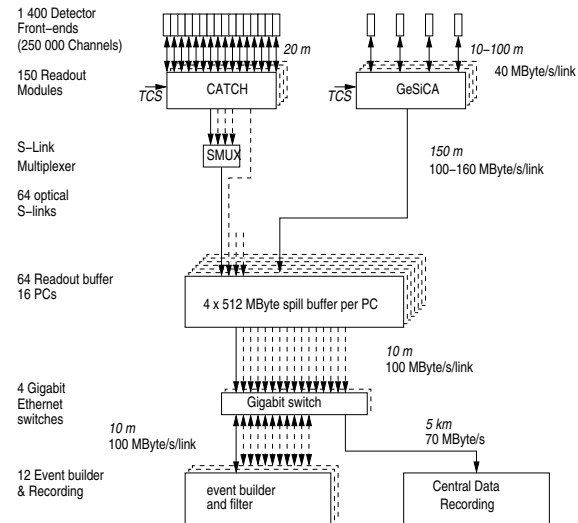 1 400 Detector
Front−ends
(250 000 Channels)
20 m
10−100 m
40 MByte/s/link
150 Readout
Modules
TCS
CATCH
TCS
GeSiCA
S−Link
Multiplexer
SMUX
150 m
100−160 MByte/s/link
64 optical
S−links
64 Readout buffer
16 PCs
4 x 512 MByte spill buffer per PC
10 m
100 MByte/s/link
4 Gigabit
Ethernet
switches
Gigabit switch
10 m
100 MByte/s/link
5 km
70 MByte/s
12 Event builder
& Recording
event builder
and filter
Central Data
Recording